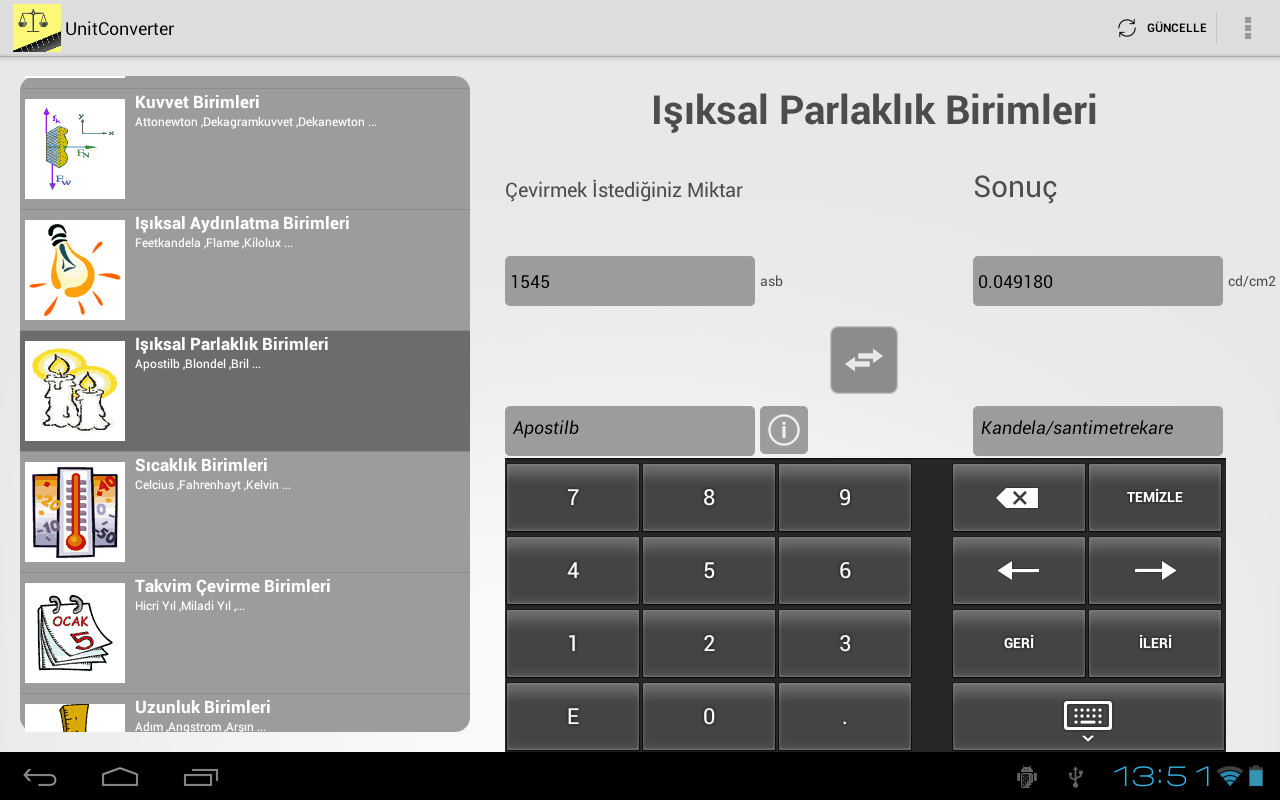 UnitConverter
GÜNCELLE
Kuvvet Birimleri
Attonewton ,Dekagramkuvvet ,Dekanewton ...
Işıksal Aydınlatma Birimleri
Feetkandela ,Flame ,Kilolux ...
Işıksal Parlaklık Birimleri
Apostilb ,Blondel ,Bril ...
Sıcaklık Birimleri
Celcius ,Fahrenhayt ,Kelvin ...
Takvim Çevirme Birimleri
Hicri Yıl ,Miladi Yıl ,...
OCAK
5
Uzunluk Birimleri
Adım ,Angstrom ,Arşın ...
Işıksal Parlaklık Birimleri
Çevirmek İstediğiniz Miktar
Sonuç
1545 asb
0.049180 cd/cm2
Apostilb
Kandela/santimetrekare
7 8 9 TEMİZLE
4 5 6
1 2 3 GERİ İLERİ
E 0 .
13:51